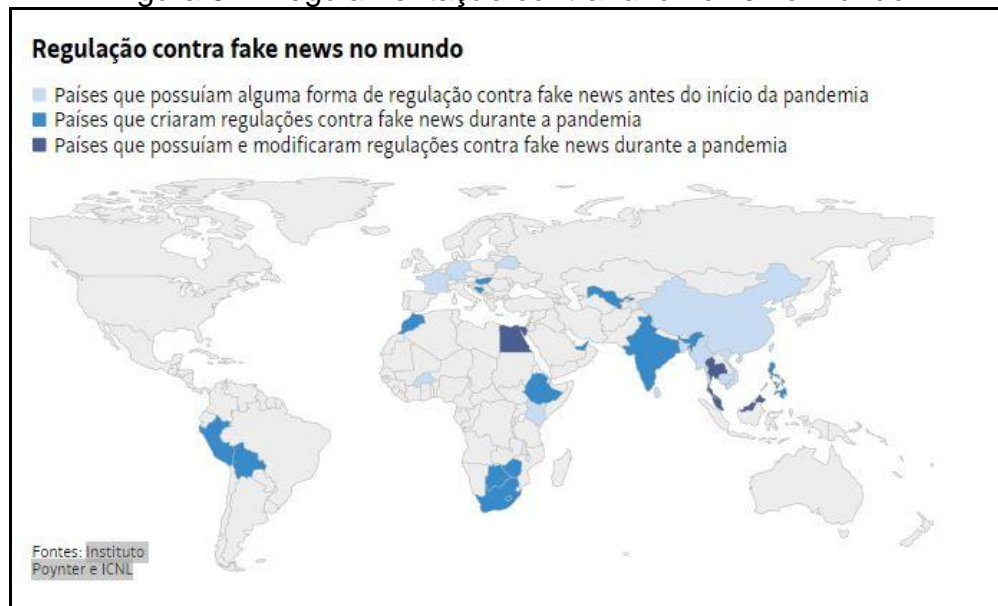 Regulação contra fake news no mundo
Países que possuíam alguma forma de regulação contra fake news antes do início da pandemia
Países que criaram regulações contra fake news durante a pandemia
Países que possuíam e modificaram regulações contra fake news durante a pandemia
Fontes: Instituto
Poynter e ICNL